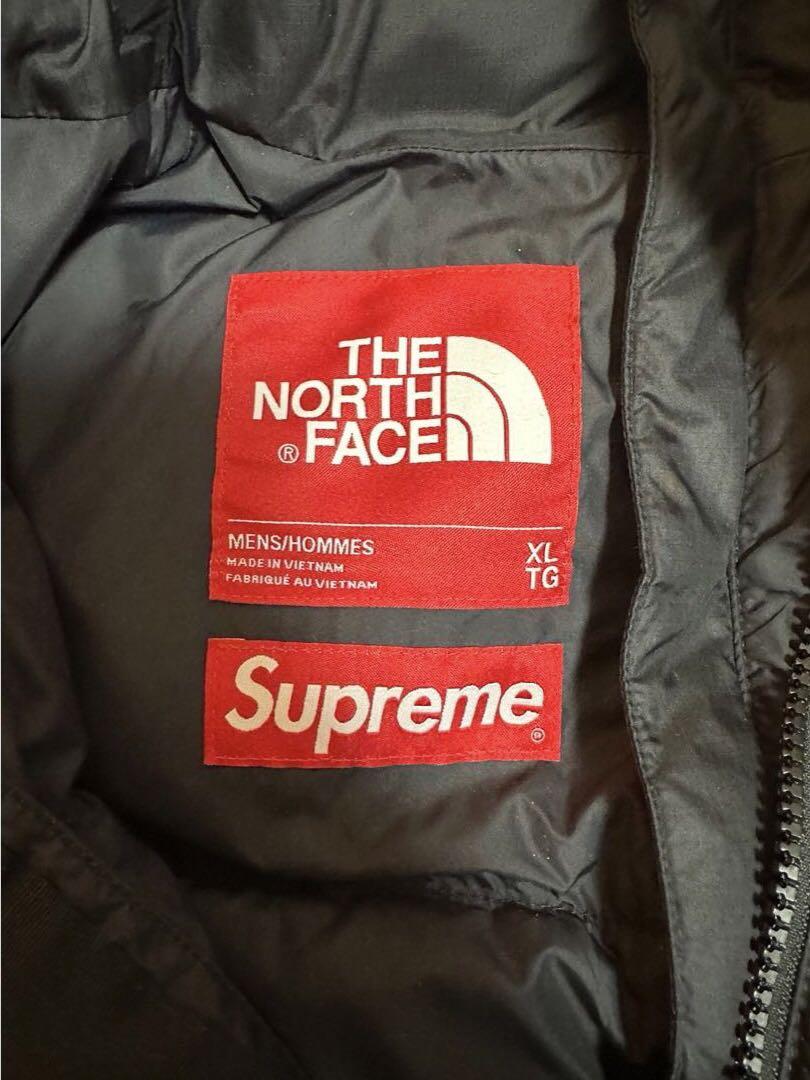 THE
NORTH
® FACE
MENS/HOMMES
MADE IN VIETNAM
FABRIQUÉ AU VIETNAM
XL
TG
Supreme®